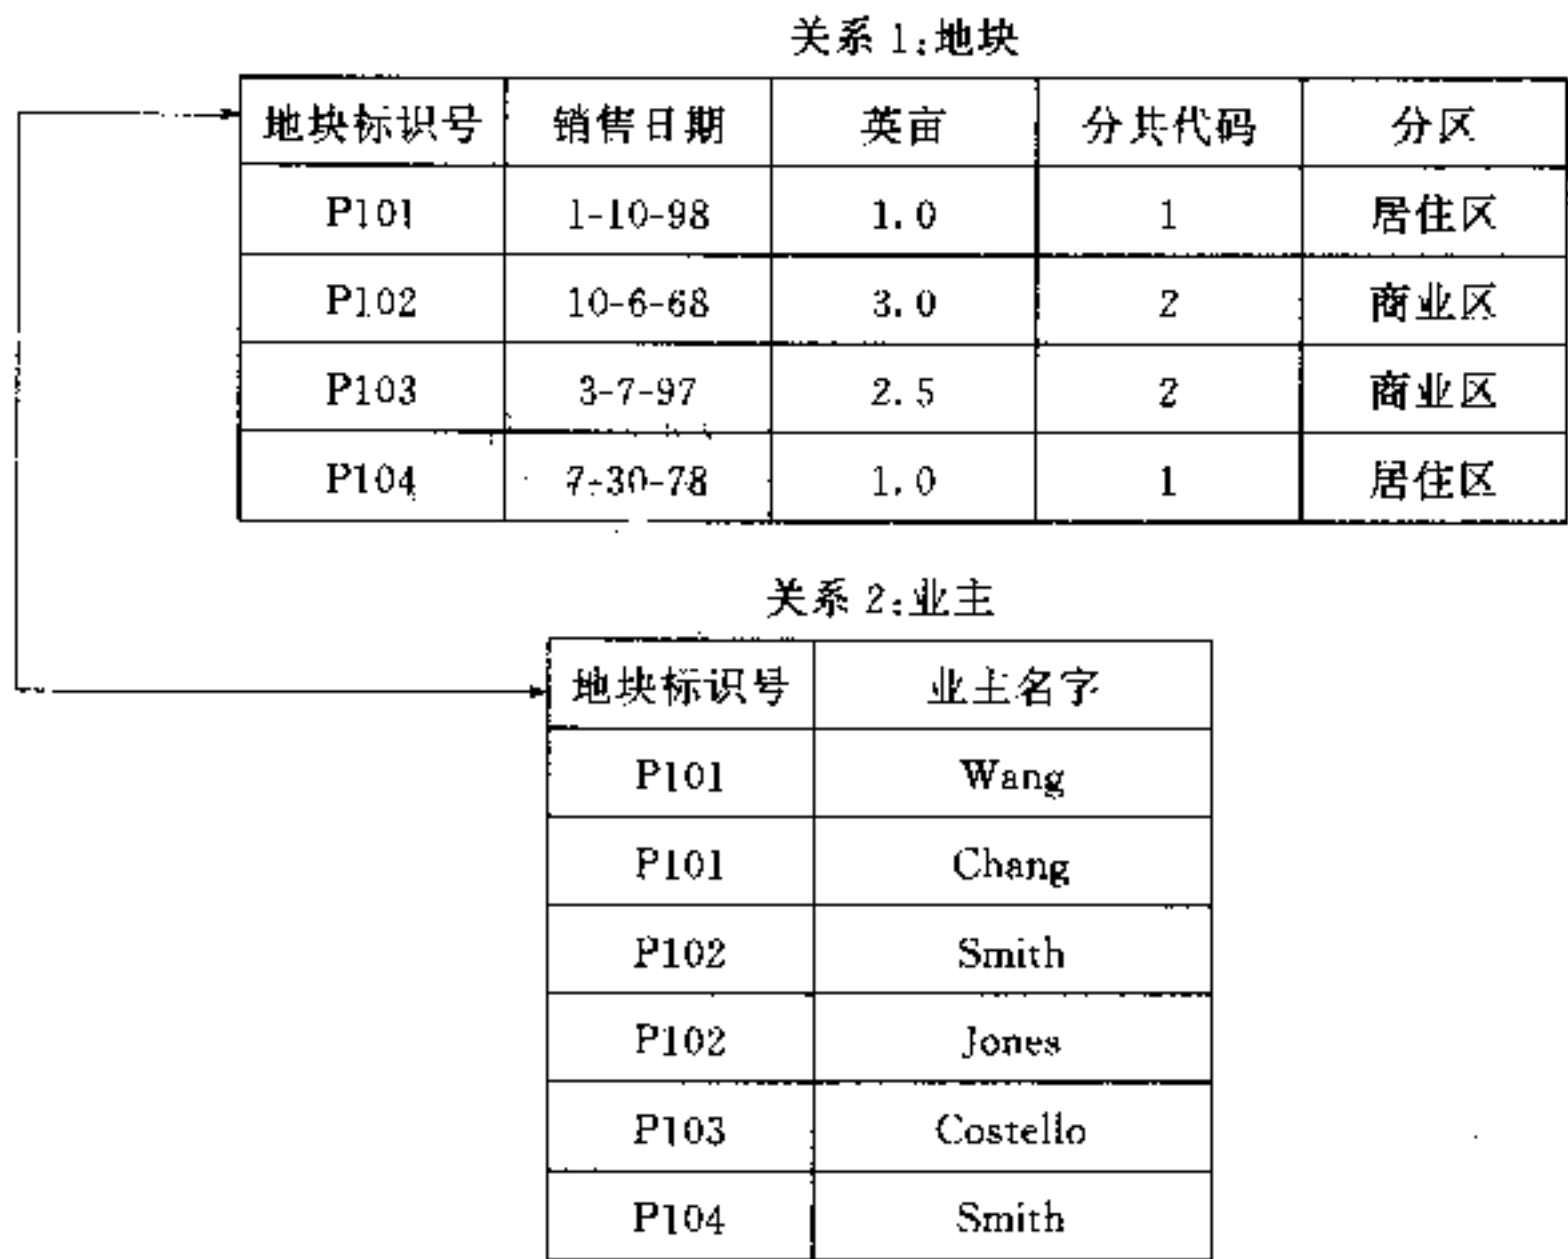 关系 1:地块
地块标识号 销售日期 英亩 分共代码 分区
P101 1-10-98 1.0 1 居住区
P102 10-6-68 3.0 2 商业区
P103 3-7-97 2.5 2 商业区
P104 7-30-78 1.0 1 居住区
关系 2:业主
地块标识号 业主名字
P101 Wang
P101 Chang
P102 Smith
P102 Jones
P103 Costello
P104 Smith